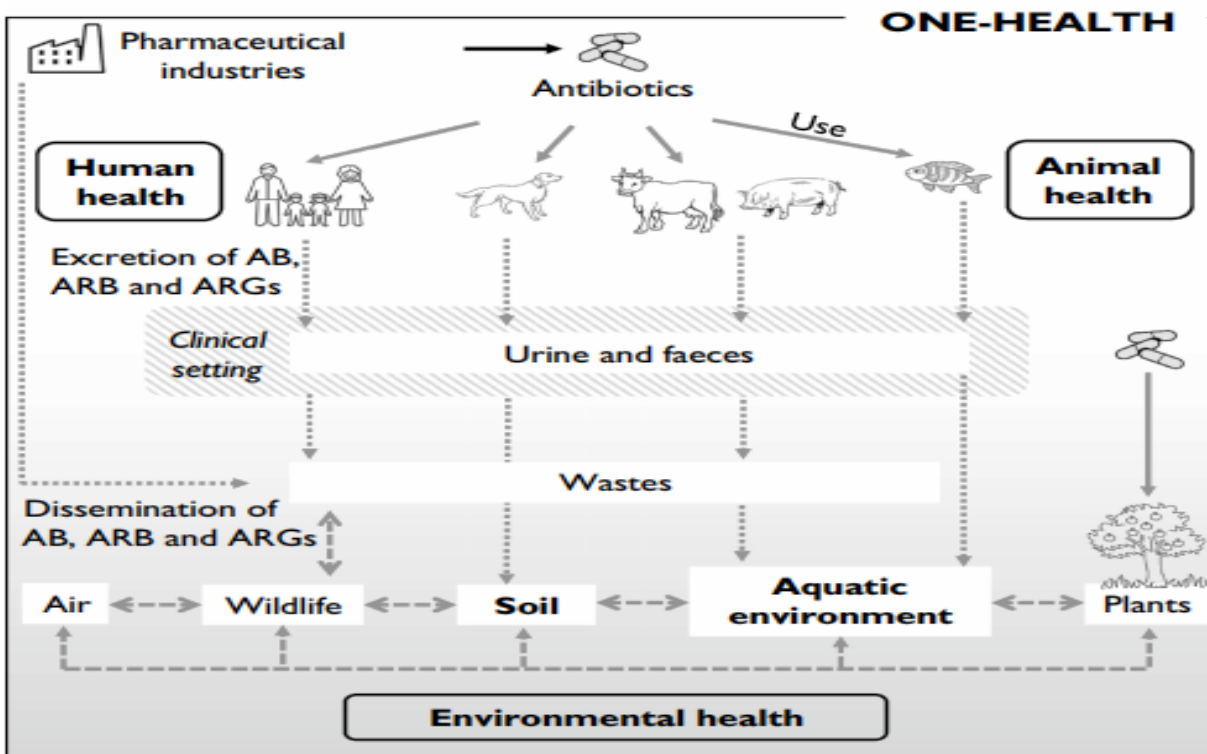 ONE-HEALTH
Pharmaceutical
industries
Antibiotics
Use
Human
health
Animal
health
Excretion of AB,
ARB and ARGs
Clinical
setting
Urine and faeces
Wastes
Dissemination of
AB, ARB and ARGs
Air
Wildlife
Soil
Aquatic
environment
Plants
Environmental health